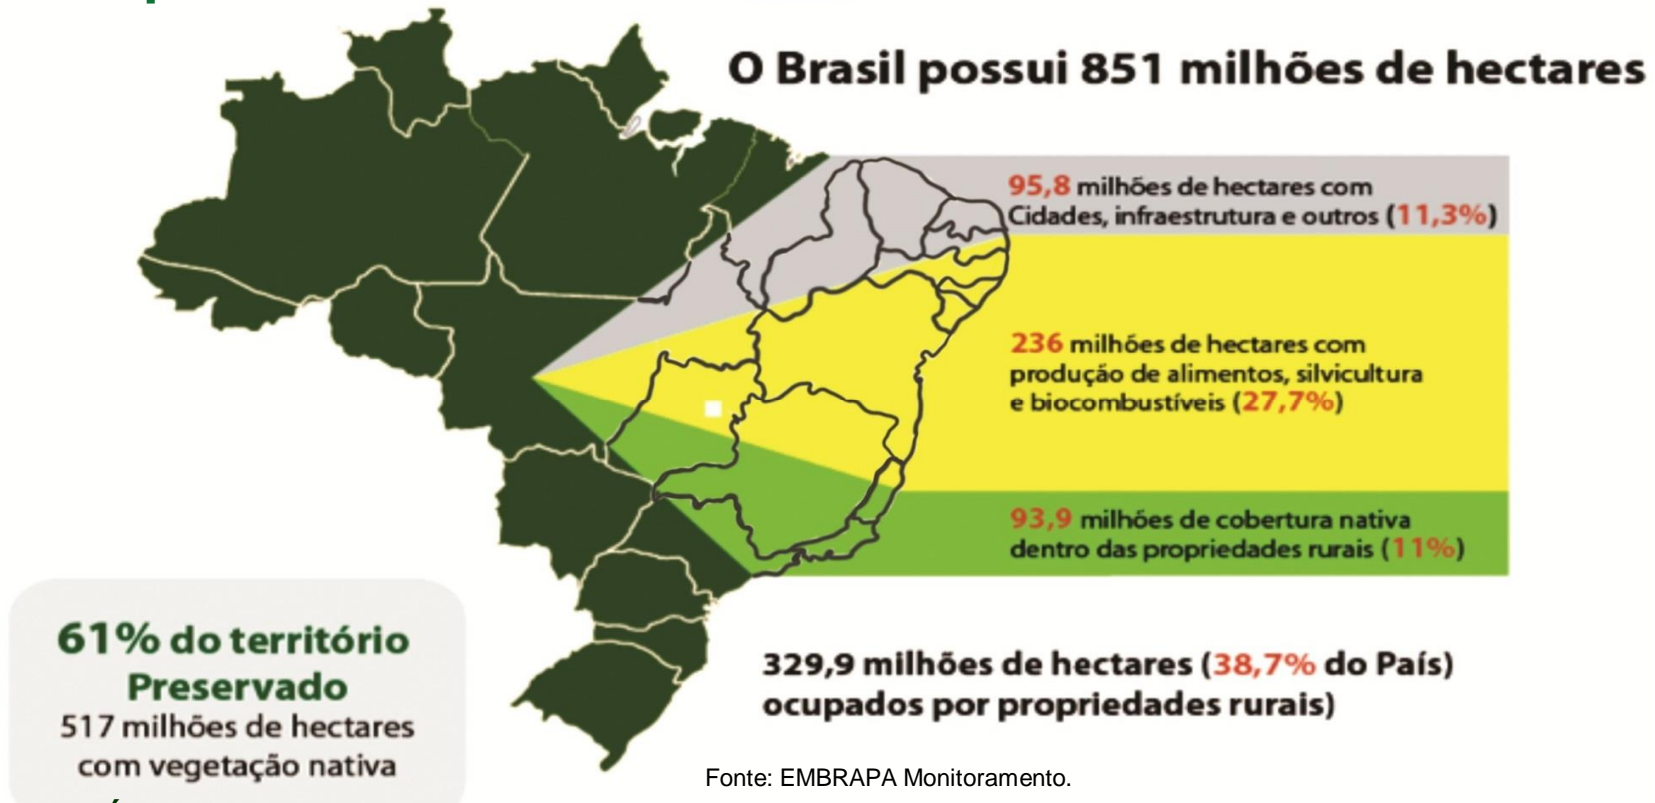 O Brasil possui 851 milhões de hectares
95,8 milhões de hectares com
Cidades, infraestrutura e outros (11,3%)
236 milhões de hectares com
produção de alimentos, silvicultura
e biocombustíveis (27,7%)
93,9 milhões de cobertura nativa
dentro das propriedades rurais (11%)
61% do território
Preservado
517 milhões de hectares
com vegetação nativa
329,9 milhões de hectares (38,7% do País)
ocupados por propriedades rurais)
Fonte: EMBRAPA Monitoramento.